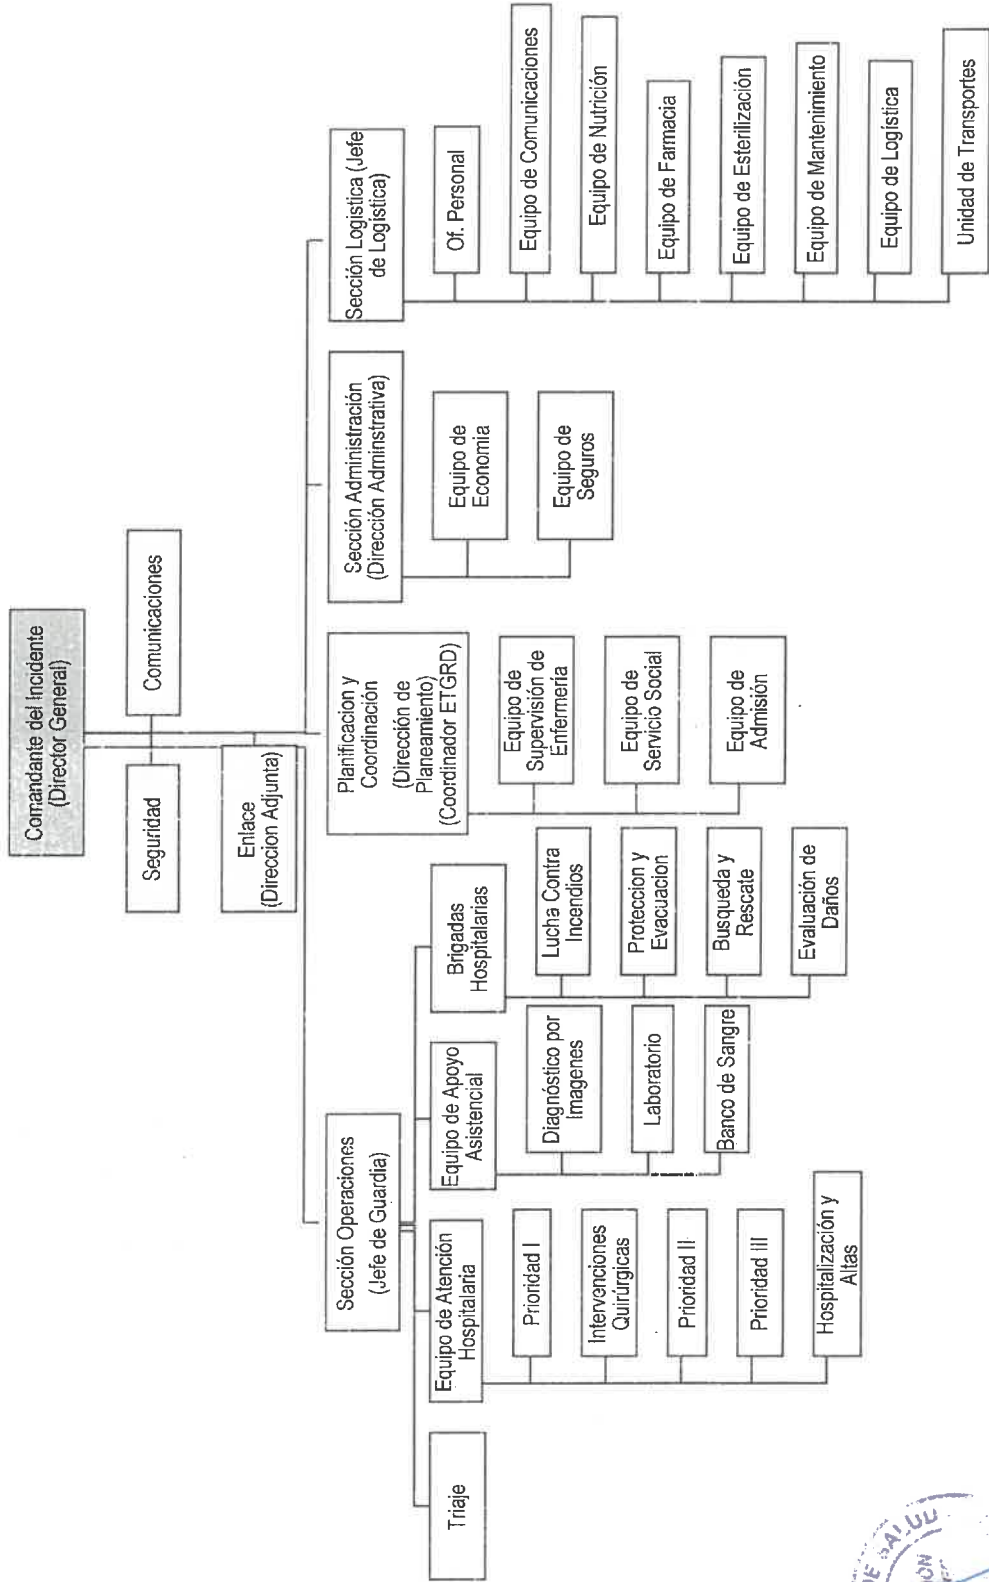 Comandante del Incidente
(Director General)
Seguridad
Comunicaciones
Enlace
(Direccion Adjunta)
Sección Operaciones
(Jefe de Guardia)
Triaje
Equipo de Atención
Hospitalaria
Prioridad I
Intervenciones
Quirúrgicas
Prioridad II
Prioridad III
Hospitalización y
Altas
Equipo de Apoyo
Asistencial
Diagnóstico por
Imagenes
Laboratorio
Banco de Sangre
Brigadas
Hospitalarias
Lucha Contra
Incendios
Proteccion y
Evacuacion
Busqueda y
Rescate
Evaluación de
Daños
Planificacion y
Coordinación
(Dirección de
Planeamiento)
(Coordinador ETGRD)
Equipo de
Supervisión de
Enfermeria
Equipo de
Servicio Social
Equipo de
Admisión
Sección Administración
(Dirección Adminstrativa)
Equipo de
Economia
Equipo de
Seguros
Sección Logística (Jefe
de Logística)
Of. Personal
Equipo de Comunicaciones
Equipo de Nutrición
Equipo de Farmacia
Equipo de Esterilización
Equipo de Mantenimiento
Equipo de Logística
Unidad de Transportes
DE SALUD